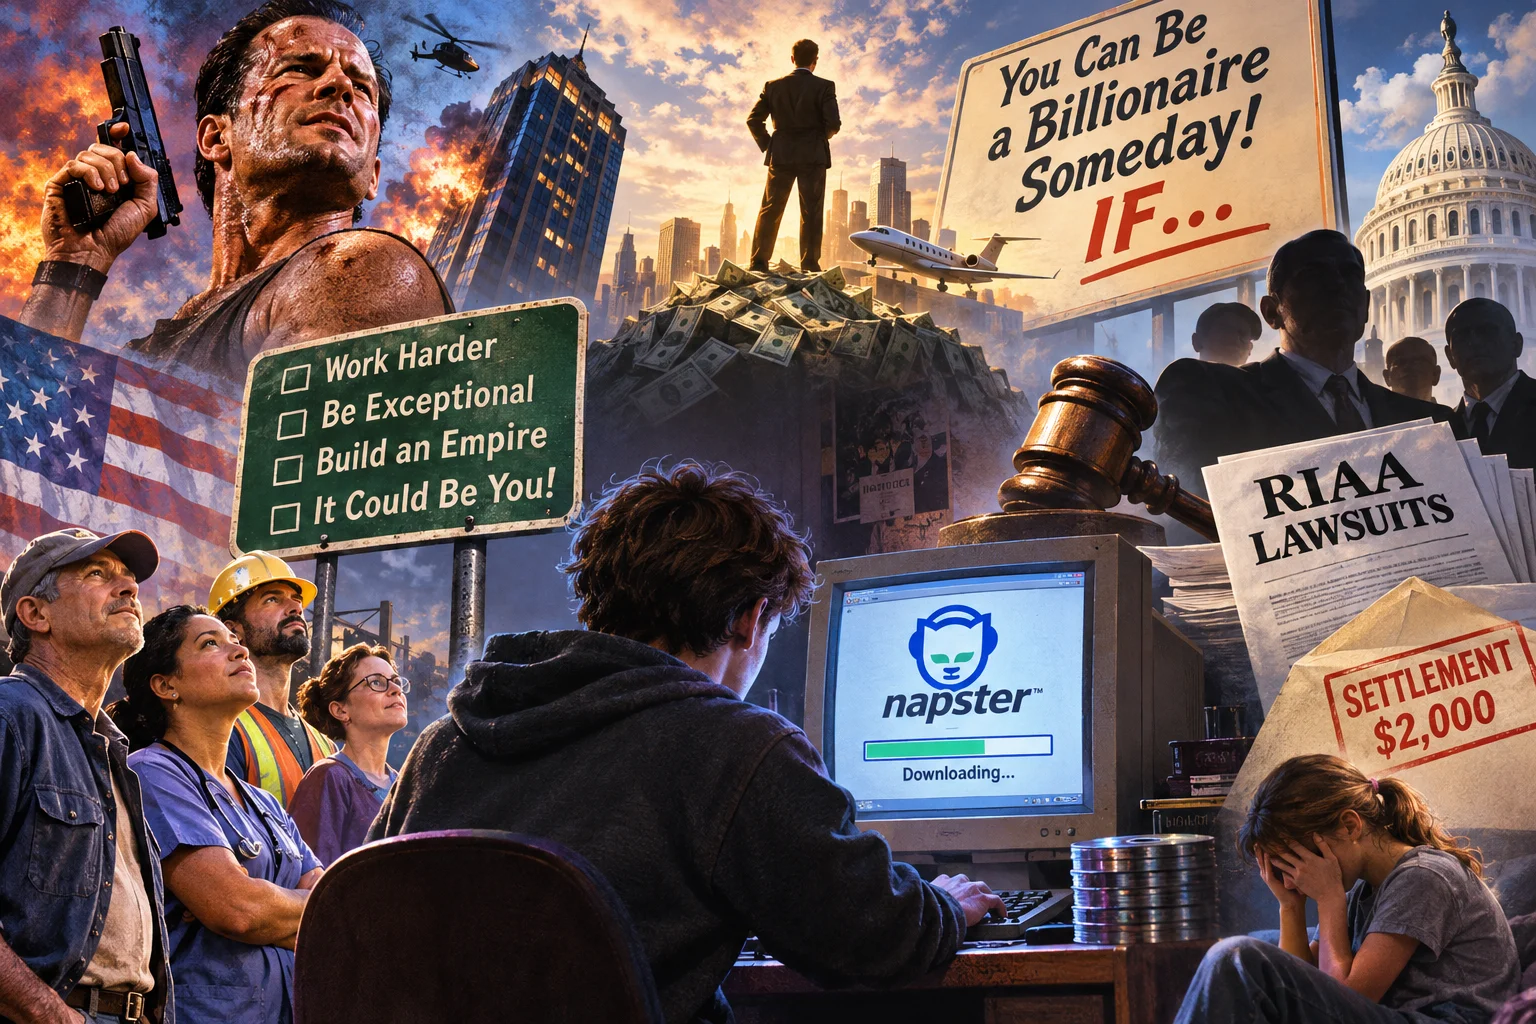 You Can Be
a Billionaire
Someday!
IF...
Work Harder
Be Exceptional
Build an Empire
It Could Be You!
RIAA
LAWSUITS
napster™
Downloading...
SETTLEMENT
$2,000